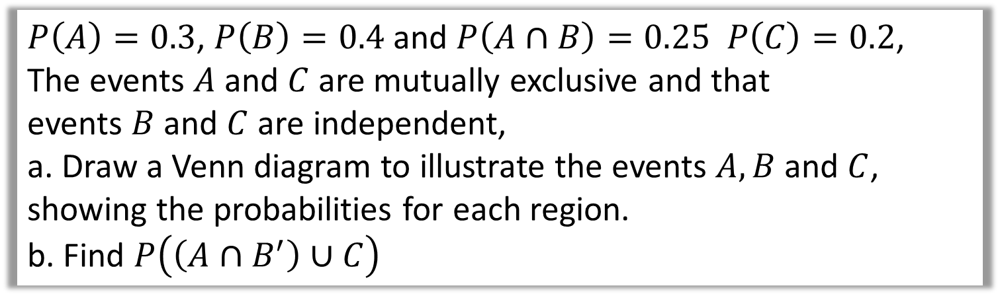 P(A) = 0.3, P(B) = 0.4 and P(A ∩ B) = 0.25 P(C) = 0.2,
The events A and C are mutually exclusive and that
events B and C are independent,
a. Draw a Venn diagram to illustrate the events A, B and C,
showing the probabilities for each region.
b. Find P((A ∩ B′) ∪ C)